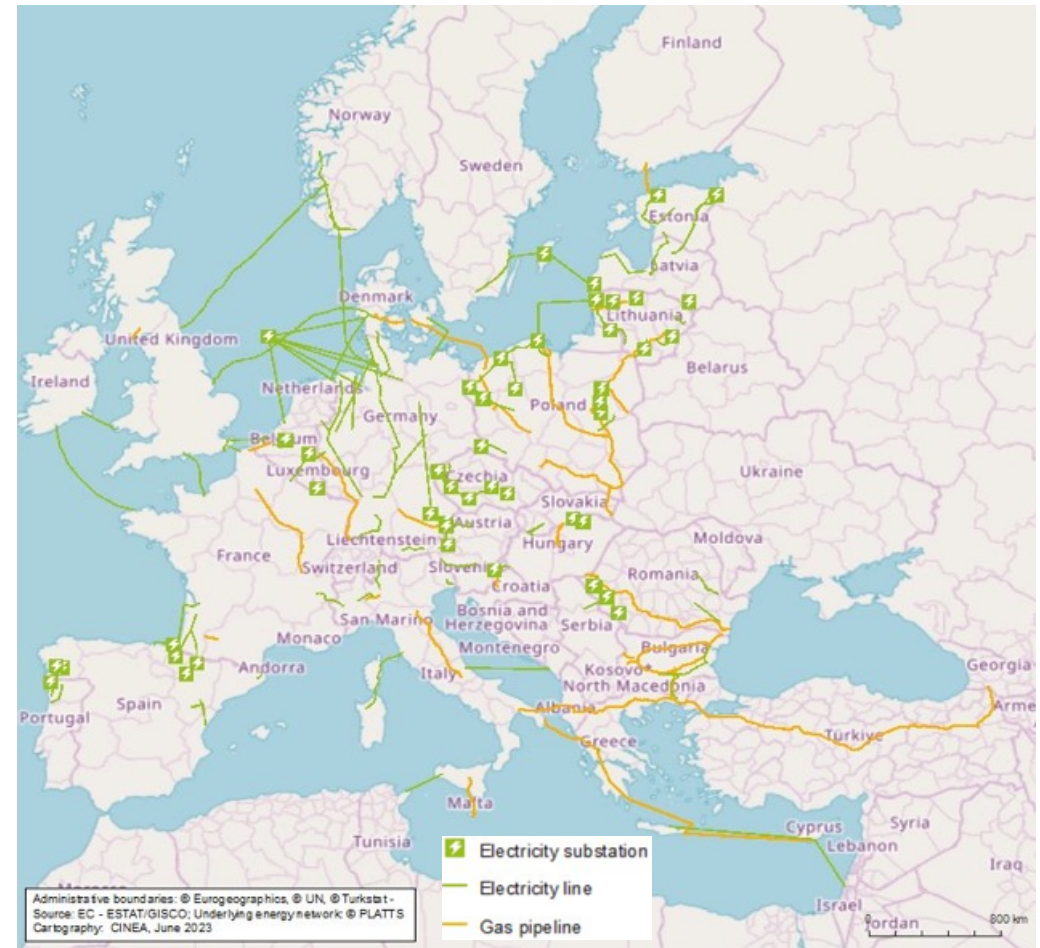 Finland
Norway
Sweden
Estonia
Latvia
Denmark
Lithuania
United Kingdom
Belarus
Ireland
Netherlands
Germany
Poland
Belgium
Luxembourg
Czechia
Ukraine
Slovakia
Austria
Liechtenstein
Hungary
Moldova
France
Switzerland
Slovenia
Romania
Croatia
San Marino
Bosnia and
Herzegovina
Serbia
Monaco
Montenegro
Bulgaria
Andorra
Italy
Kosovo*
Georgia
Spain
North Macedonia
Portugal
Albania
Arme
Türkiye
Greece
Malta
Cyprus
Syria
Tunisia
Lebanon
Iraq
Electricity substation
Electricity line
Gas pipeline
Israel
Jordan
0 800 km
Administrative boundaries: © Eurogeographics, © UN, © Turkstat -
Source: EC - ESTAT/GISCO; Underlying energy network: © PLATTS
Cartography: CINEA, June 2023